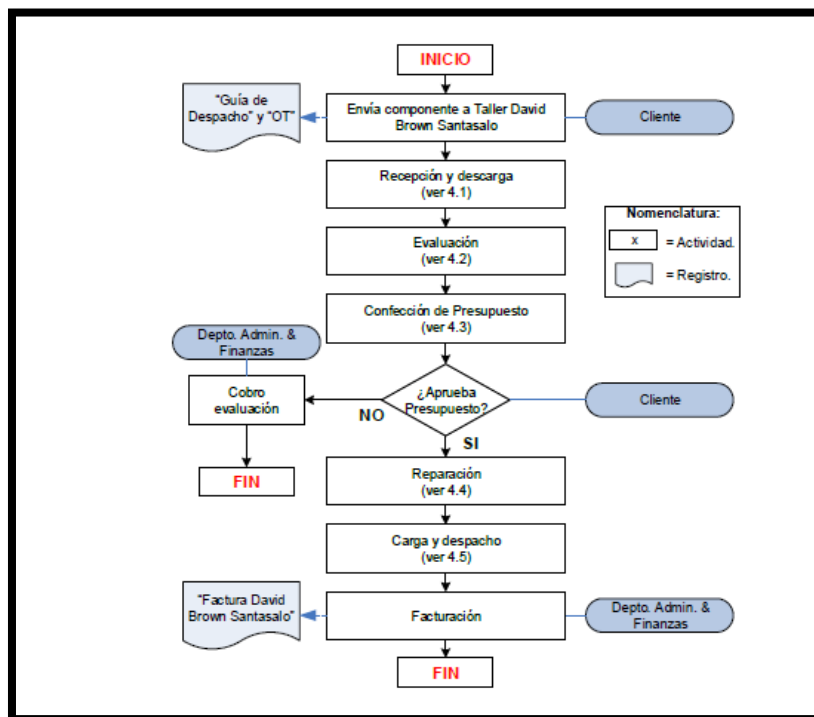 INICIO
"Guía de
Despacho" y "OT"
Envía componente a Taller David
Brown Santasalo
Cliente
Recepción y descarga
(ver 4.1)
Nomenclatura:
x
= Actividad.
= Registro.
Evaluación
(ver 4.2)
Confección de Presupuesto
(ver 4.3)
Depto. Admin. &
Finanzas
Cobro
evaluación
NO
¿Aprueba
Presupuesto?
Cliente
SI
FIN
Reparación
(ver 4.4)
Carga y despacho
(ver 4.5)
"Factura David
Brown Santasalo"
Facturación
Depto. Admin. &
Finanzas
FIN